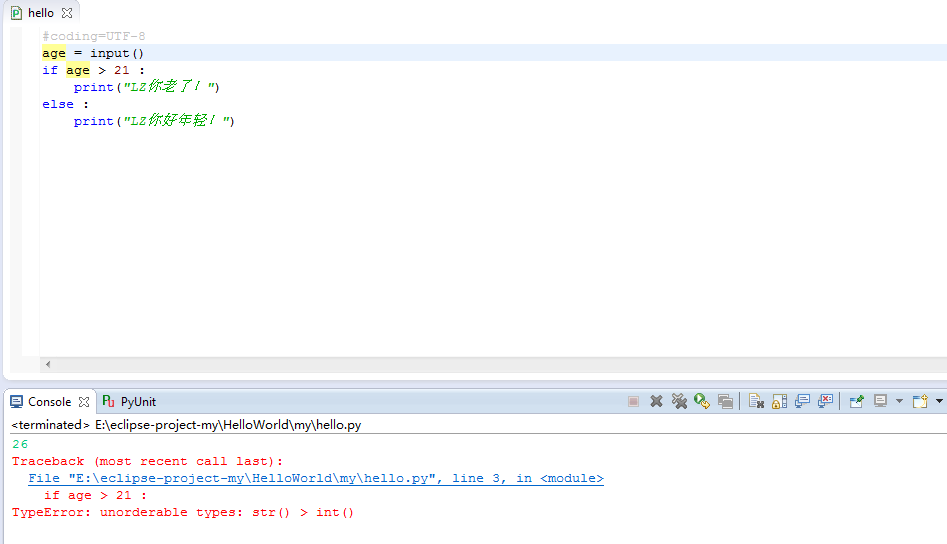 hello
#coding=UTF-8
age = input()
if age > 21 :
    print("LZ你老了！")
else :
    print("LZ你好年轻！")
Console PyUnit
<terminated> E:\eclipse-project-my\HelloWorld\my\hello.py
26
Traceback (most recent call last):
  File "E:\eclipse-project-my\HelloWorld\my\hello.py", line 3, in <module>
    if age > 21 :
TypeError: unorderable types: str() > int()